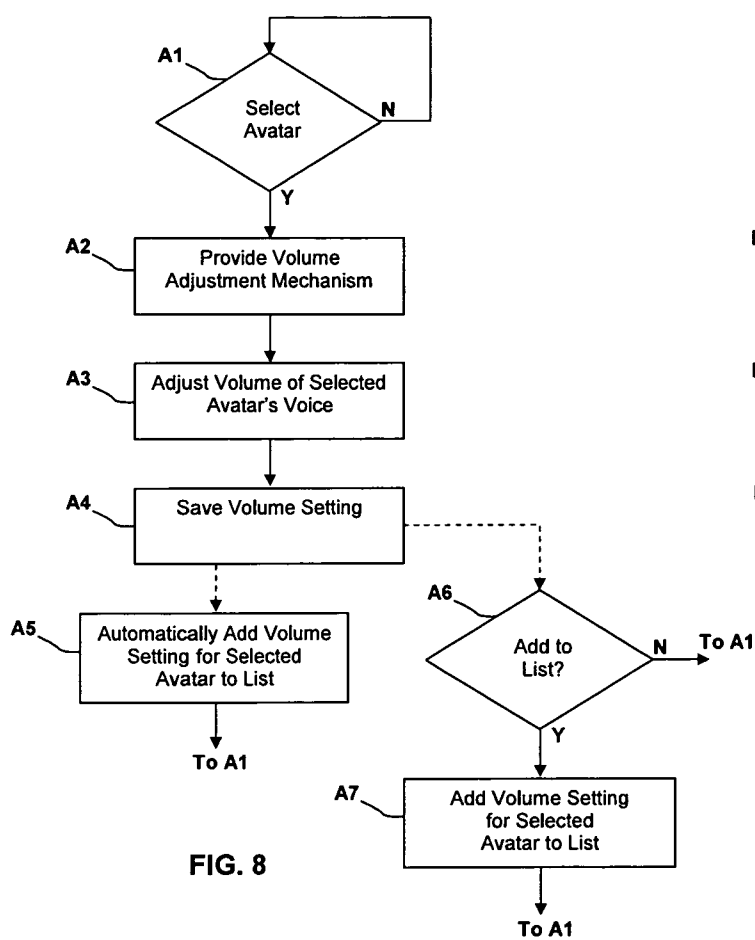 A1
Select
Avatar
N
Y
A2
Provide Volume
Adjustment Mechanism
A3
Adjust Volume of Selected
Avatar's Voice
A4
Save Volume Setting
A5
Automatically Add Volume
Setting for Selected
Avatar to List
To A1
A6
Add to
List?
N
To A1
Y
A7
Add Volume Setting
for Selected
Avatar to List
To A1
FIG. 8